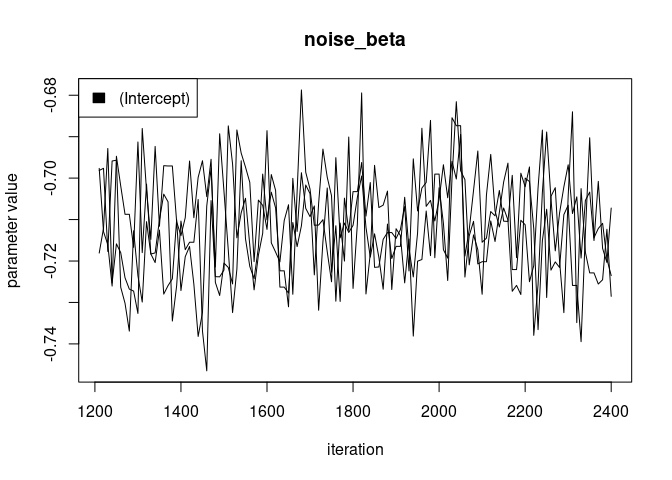 noise_beta
(Intercept)
parameter value
-0.68
-0.70
-0.72
-0.74
1200 1400 1600 1800 2000 2200 2400
iteration